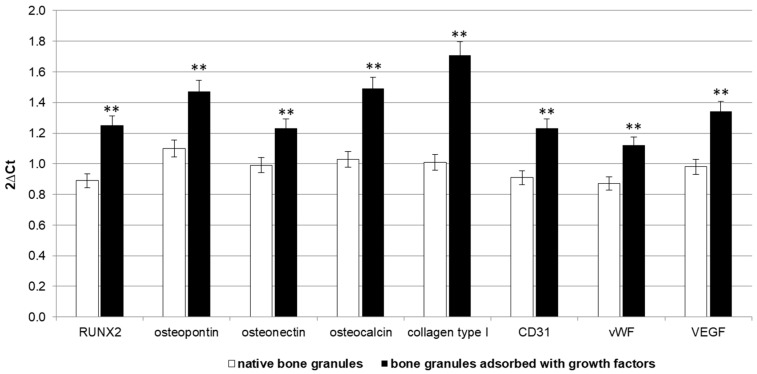 2.0
1.8
1.6
1.4
1.2
1.0
0.8
0.6
0.4
0.2
0.0
2ΔCt
** ** ** ** ** ** ** **
RUNX2 osteopontin osteonectin osteocalcin collagen type I CD31 vWF VEGF
native bone granules bone granules adsorbed with growth factors